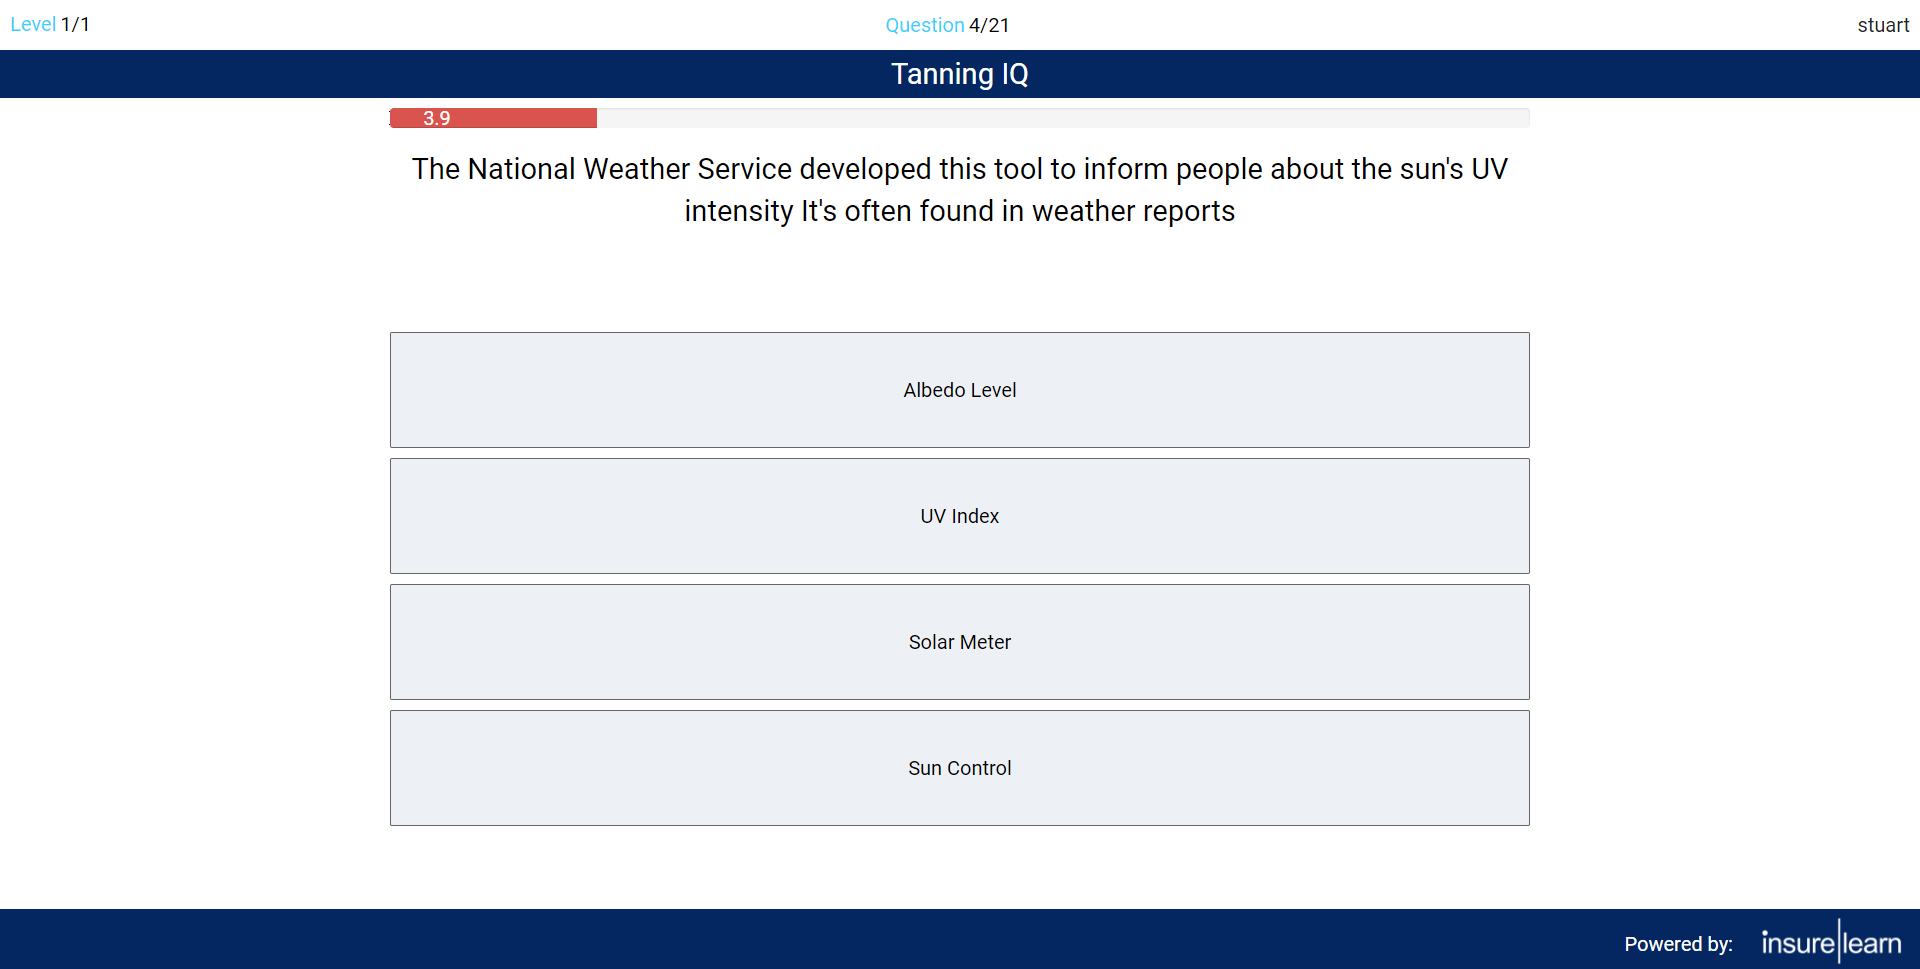 Level 1/1
Question 4/21
stuart
Tanning IQ
3.9
The National Weather Service developed this tool to inform people about the sun's UV
intensity It's often found in weather reports
Albedo Level
UV Index
Solar Meter
Sun Control
Powered by:
insure|learn